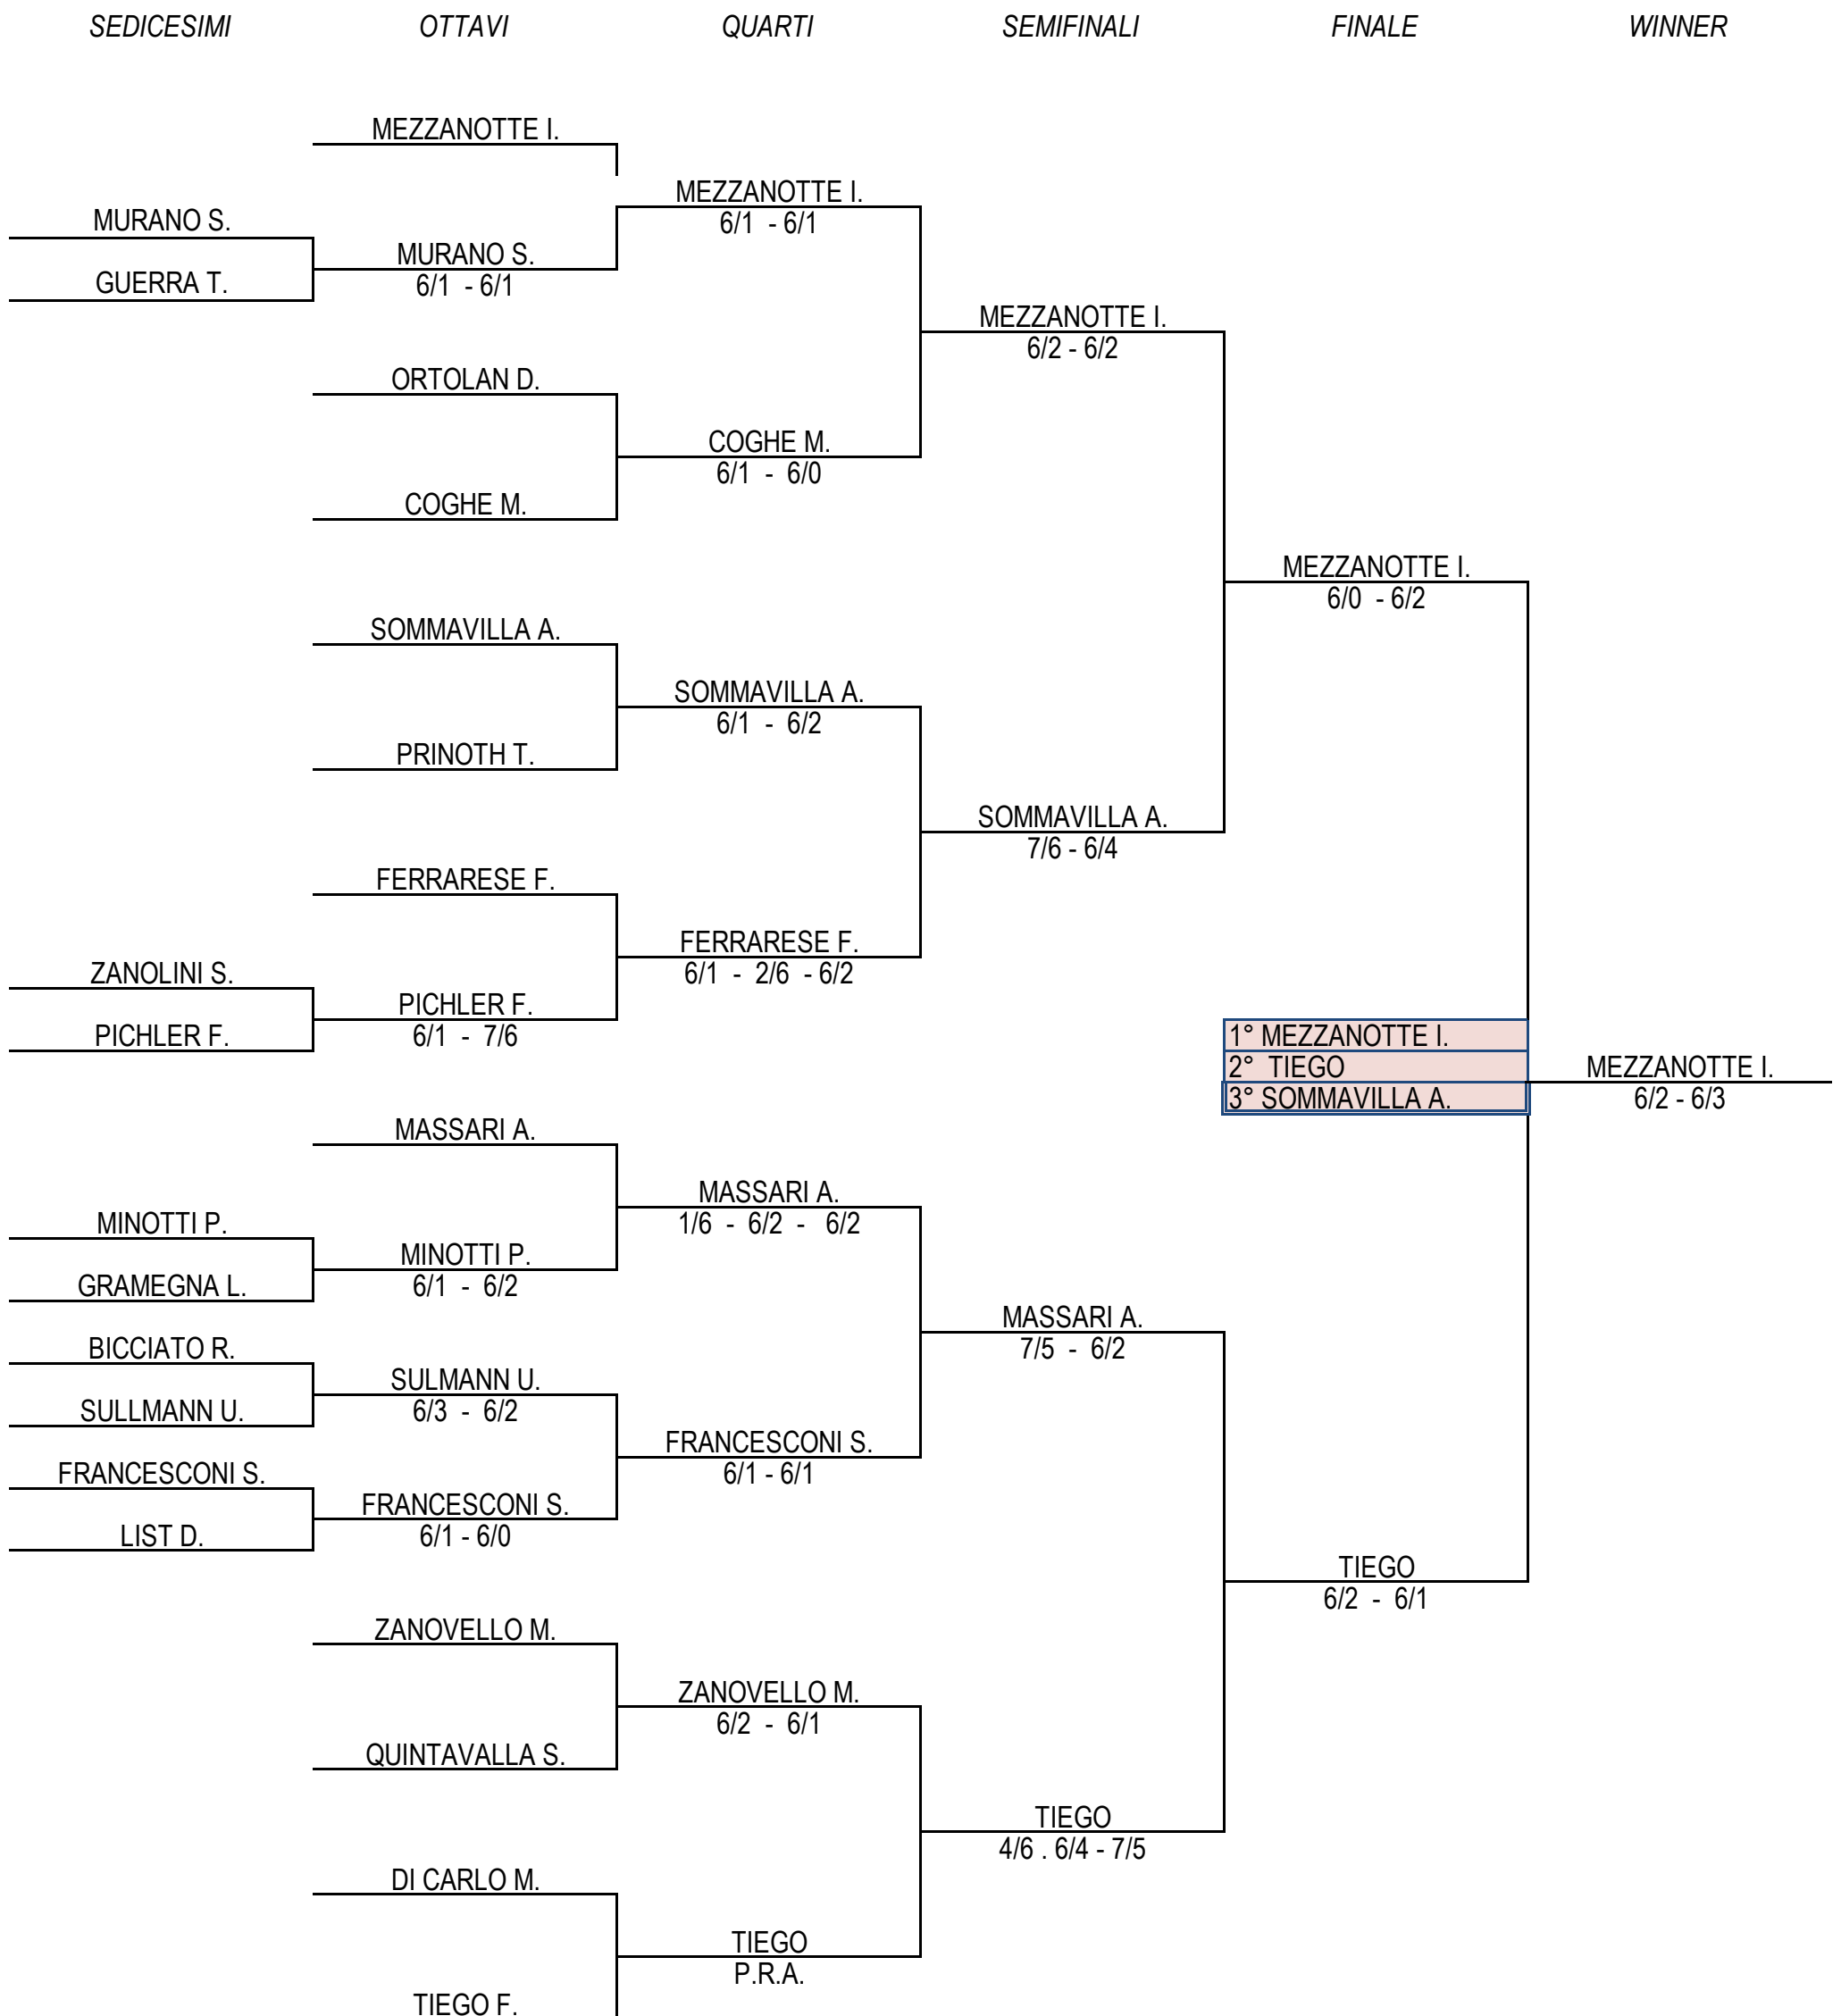 SEDICESIMI OTTAVI QUARTI SEMIFINALI FINALE WINNER
MEZZANOTTE I.
MEZZANOTTE I.
6/1 - 6/1
MURANO S.
MURANO S.
6/1 - 6/1
GUERRA T.
MEZZANOTTE I.
6/2 - 6/2
ORTOLAN D.
COGHE M.
6/1 - 6/0
COGHE M.
MEZZANOTTE I.
6/0 - 6/2
SOMMAVILLA A.
SOMMAVILLA A.
6/1 - 6/2
PRINOTH T.
SOMMAVILLA A.
7/6 - 6/4
FERRARESE F.
FERRARESE F.
6/1 - 2/6 - 6/2
ZANOLINI S.
PICHLER F.
6/1 - 7/6
PICHLER F.
1° MEZZANOTTE I.
2° TIEGO
3° SOMMAVILLA A.
MEZZANOTTE I.
6/2 - 6/3
MASSARI A.
MASSARI A.
1/6 - 6/2 - 6/2
MINOTTI P.
MINOTTI P.
6/1 - 6/2
GRAMEGNA L.
MASSARI A.
7/5 - 6/2
BICCIATO R.
SULMANN U.
6/3 - 6/2
SULLMANN U.
FRANCESCONI S.
6/1 - 6/1
FRANCESCONI S.
FRANCESCONI S.
6/1 - 6/0
LIST D.
TIEGO
6/2 - 6/1
ZANOVELLO M.
ZANOVELLO M.
6/2 - 6/1
QUINTAVALLA S.
TIEGO
4/6 . 6/4 - 7/5
DI CARLO M.
TIEGO
P.R.A.
TIEGO F.